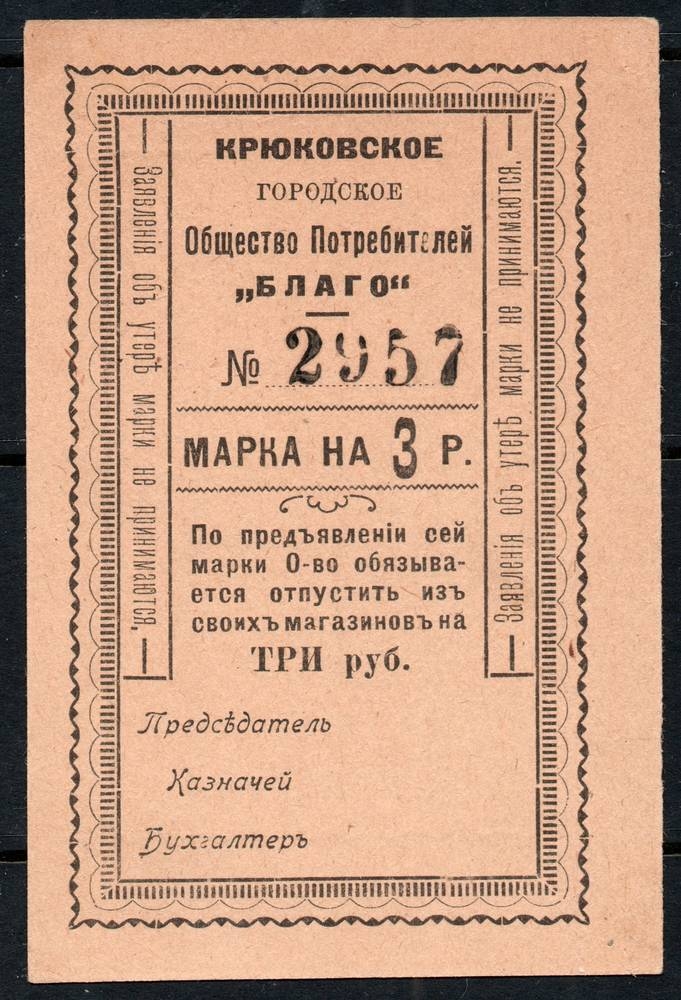 КРЮКОВСКОЕ
ГОРОДСКОЕ
Общество Потребителей
„БЛАГО“
№ 2957
МАРКА НА 3 Р.
По предъявленіи сей
марки О-во обязыва-
ется отпустить изъ
своихъ магазиновъ на
ТРИ руб.
Предсѣдатель
Казначей
Бухгалтеръ
Заявленія объ утерѣ марки не принимаются.
Заявленія объ утерѣ марки не принимаются.